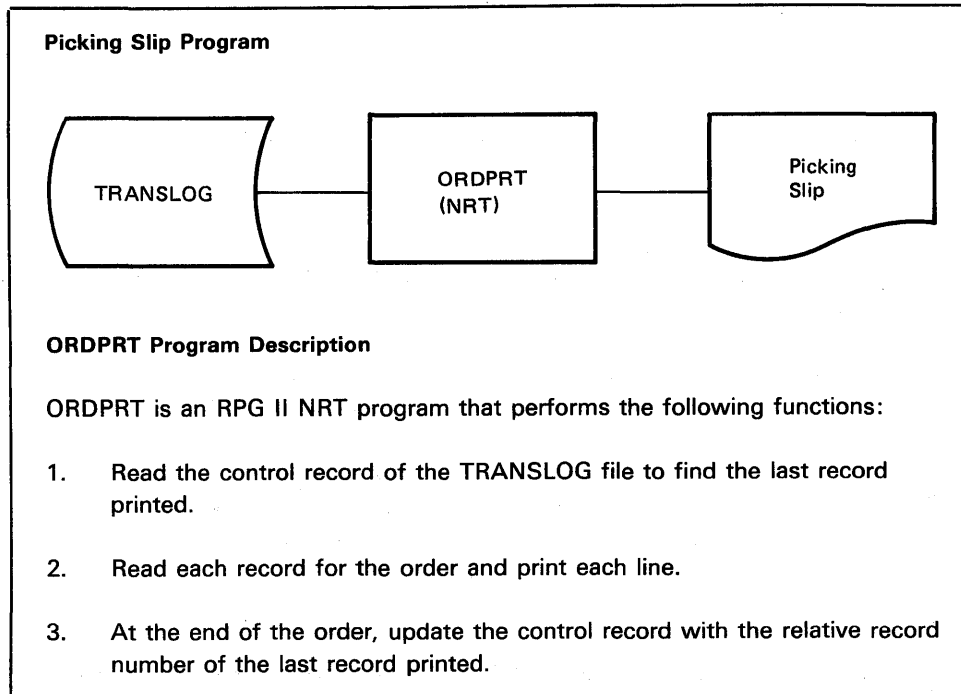 Picking Slip Program
TRANSLOG
ORDPRT
(NRT)
Picking
Slip
ORDPRT Program Description
ORDPRT is an RPG II NRT program that performs the following functions:
1. Read the control record of the TRANSLOG file to find the last record
printed.
2. Read each record for the order and print each line.
3. At the end of the order, update the control record with the relative record
number of the last record printed.